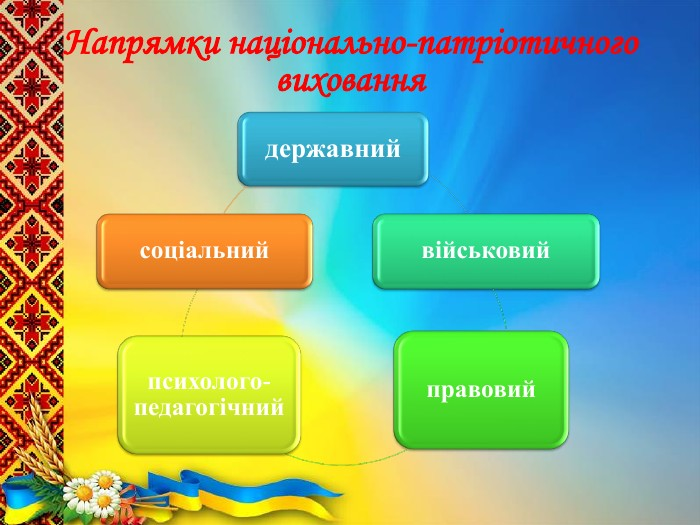 Напрямки національно-патріотичного
виховання
державний
соціальний
військовий
психолого-
педагогічний
правовий